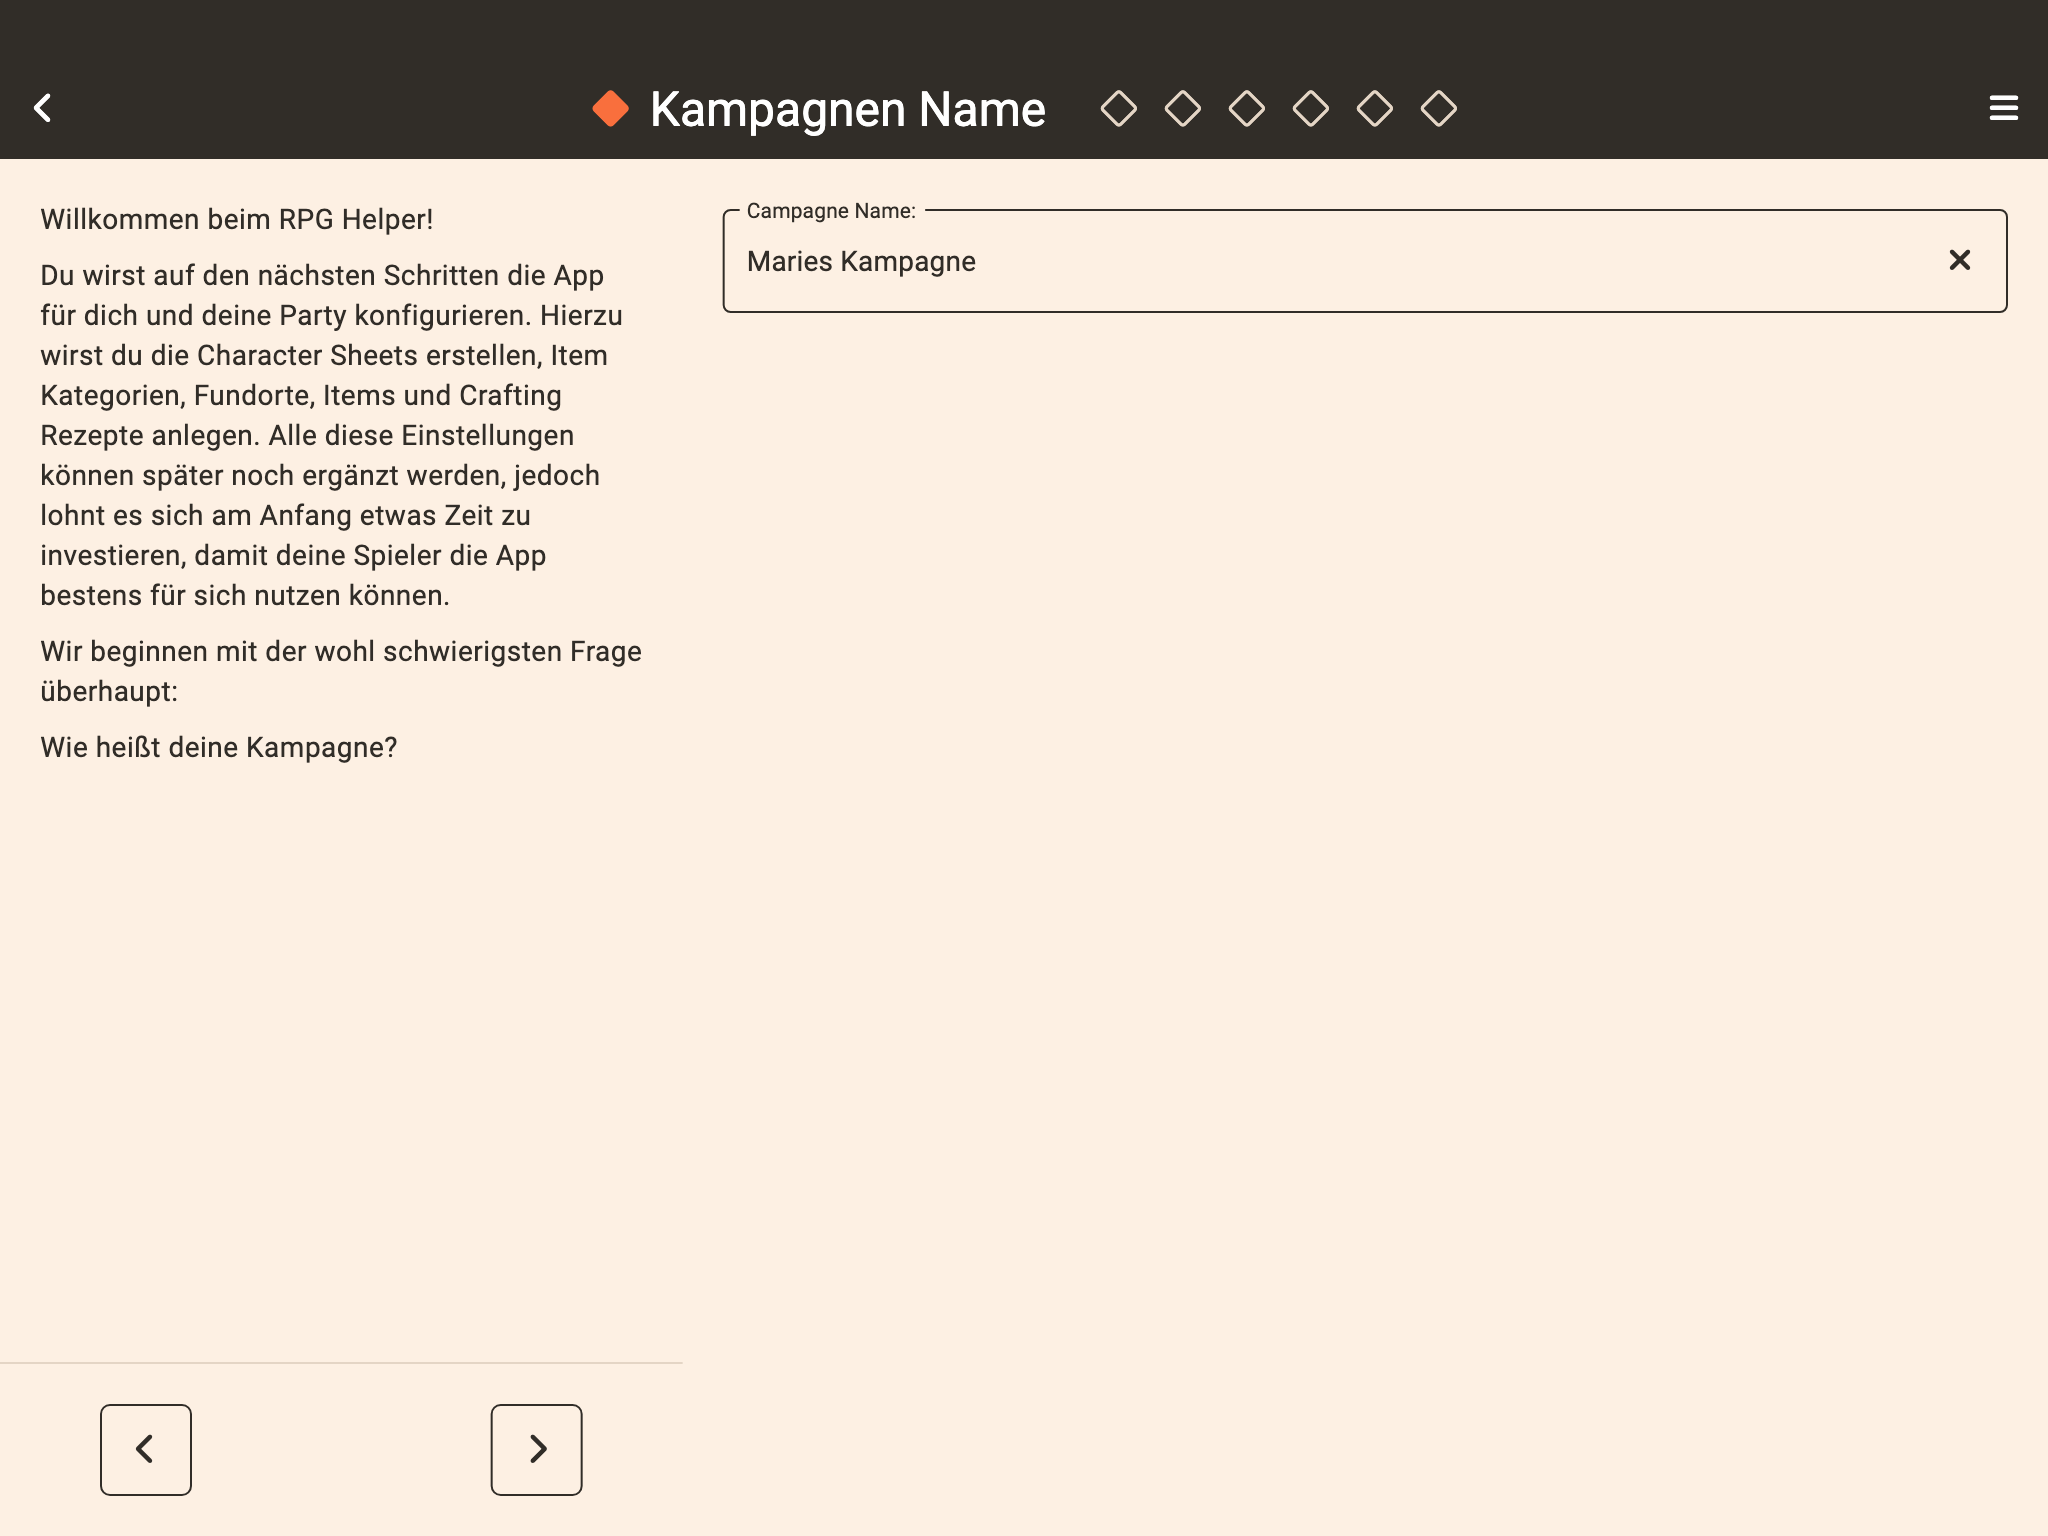 Kampagnen Name
Willkommen beim RPG Helper!
Du wirst auf den nächsten Schritten die App
für dich und deine Party konfigurieren. Hierzu
wirst du die Character Sheets erstellen, Item
Kategorien, Fundorte, Items und Crafting
Rezepte anlegen. Alle diese Einstellungen
können später noch ergänzt werden, jedoch
lohnt es sich am Anfang etwas Zeit zu
investieren, damit deine Spieler die App
bestens für sich nutzen können.
Wir beginnen mit der wohl schwierigsten Frage
überhaupt:
Wie heißt deine Kampagne?
Campagne Name:
Maries Kampagne